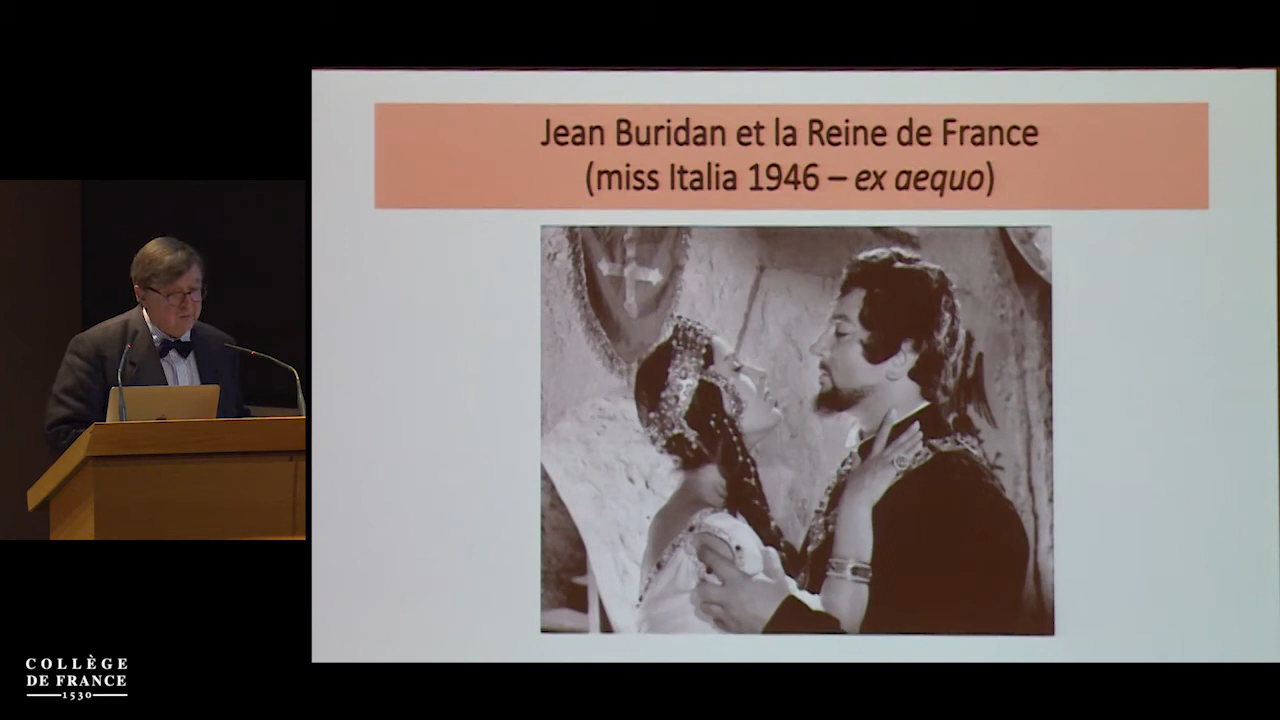 Jean Buridan et la Reine de France
(miss Italia 1946 – ex aequo)
COLLÈGE
DE FRANCE
1530